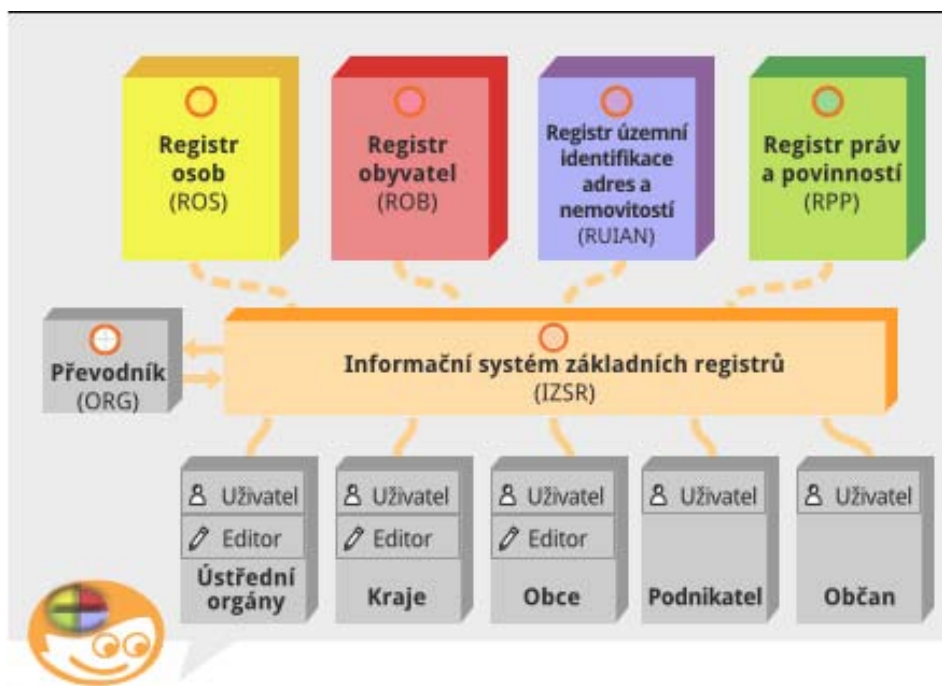 Registr
osob
(ROS)
Registr
obyvatel
(ROB)
Registr územní
identifikace
adres a
nemovitostí
(RUIAN)
Registr práv
a povinností
(RPP)
Převodník
(ORG)
Informační systém základních registrů
(IZSR)
Uživatel
Editor
Ústřední
orgány
Uživatel
Editor
Kraje
Uživatel
Editor
Obce
Uživatel
Podnikatel
Uživatel
Občan